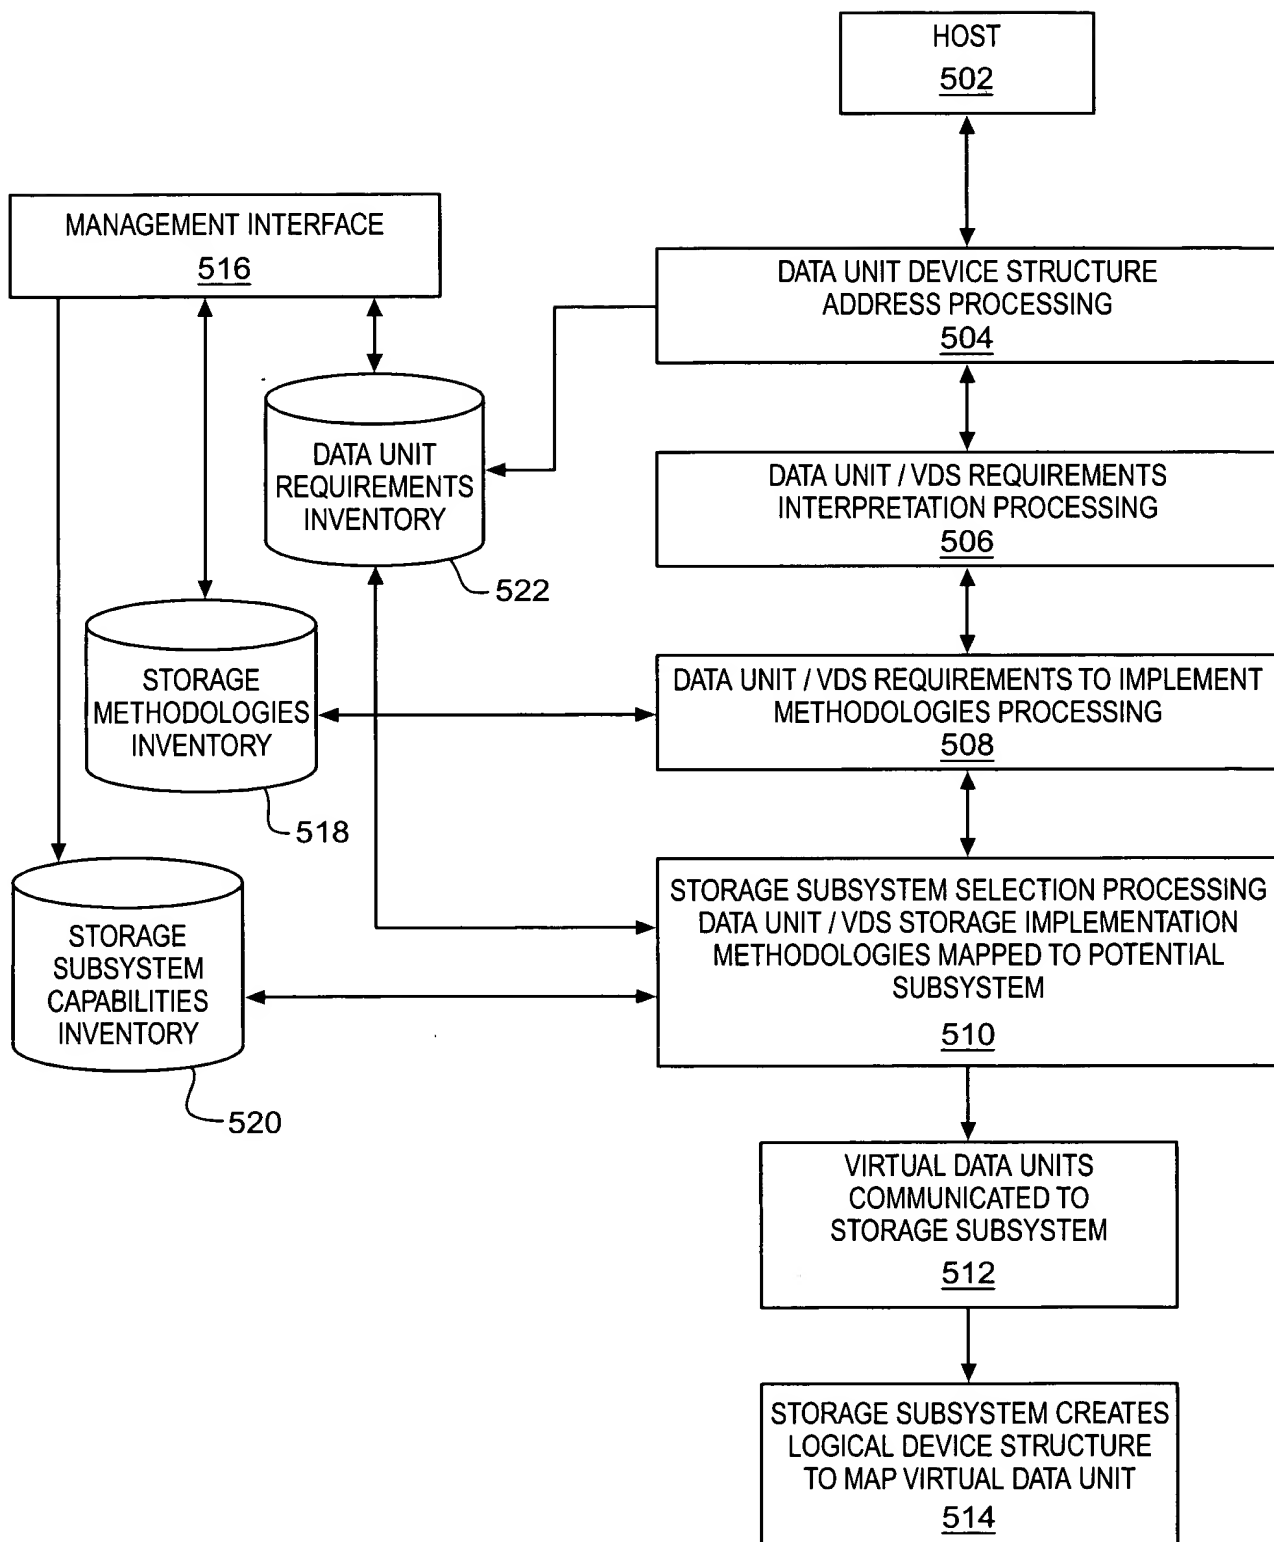 HOST
502
MANAGEMENT INTERFACE
516
DATA UNIT DEVICE STRUCTURE
ADDRESS PROCESSING
504
DATA UNIT
REQUIREMENTS
INVENTORY
522
DATA UNIT / VDS REQUIREMENTS
INTERPRETATION PROCESSING
506
STORAGE
METHODOLOGIES
INVENTORY
518
DATA UNIT / VDS REQUIREMENTS TO IMPLEMENT
METHODOLOGIES PROCESSING
508
STORAGE
SUBSYSTEM
CAPABILITIES
INVENTORY
520
STORAGE SUBSYSTEM SELECTION PROCESSING
DATA UNIT / VDS STORAGE IMPLEMENTATION
METHODOLOGIES MAPPED TO POTENTIAL
SUBSYSTEM
510
VIRTUAL DATA UNITS
COMMUNICATED TO
STORAGE SUBSYSTEM
512
STORAGE SUBSYSTEM CREATES
LOGICAL DEVICE STRUCTURE
TO MAP VIRTUAL DATA UNIT
514